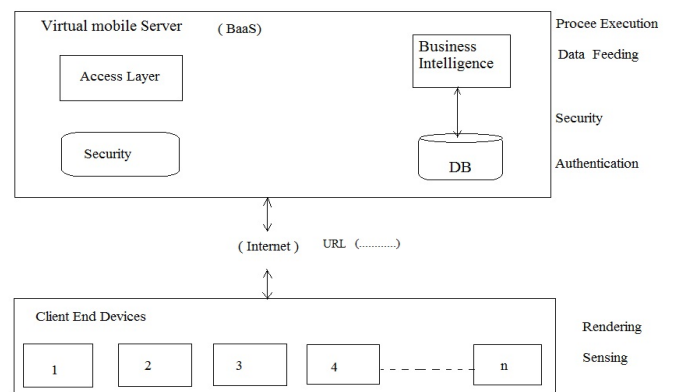 Virtual mobile Server ( BaaS)
Procee Execution
Business
Intelligence
Data Feeding
Access Layer
Security
Security
DB
Authentication
( Internet ) URL (............)
Client End Devices
Rendering
Sensing
1 2 3 4 n